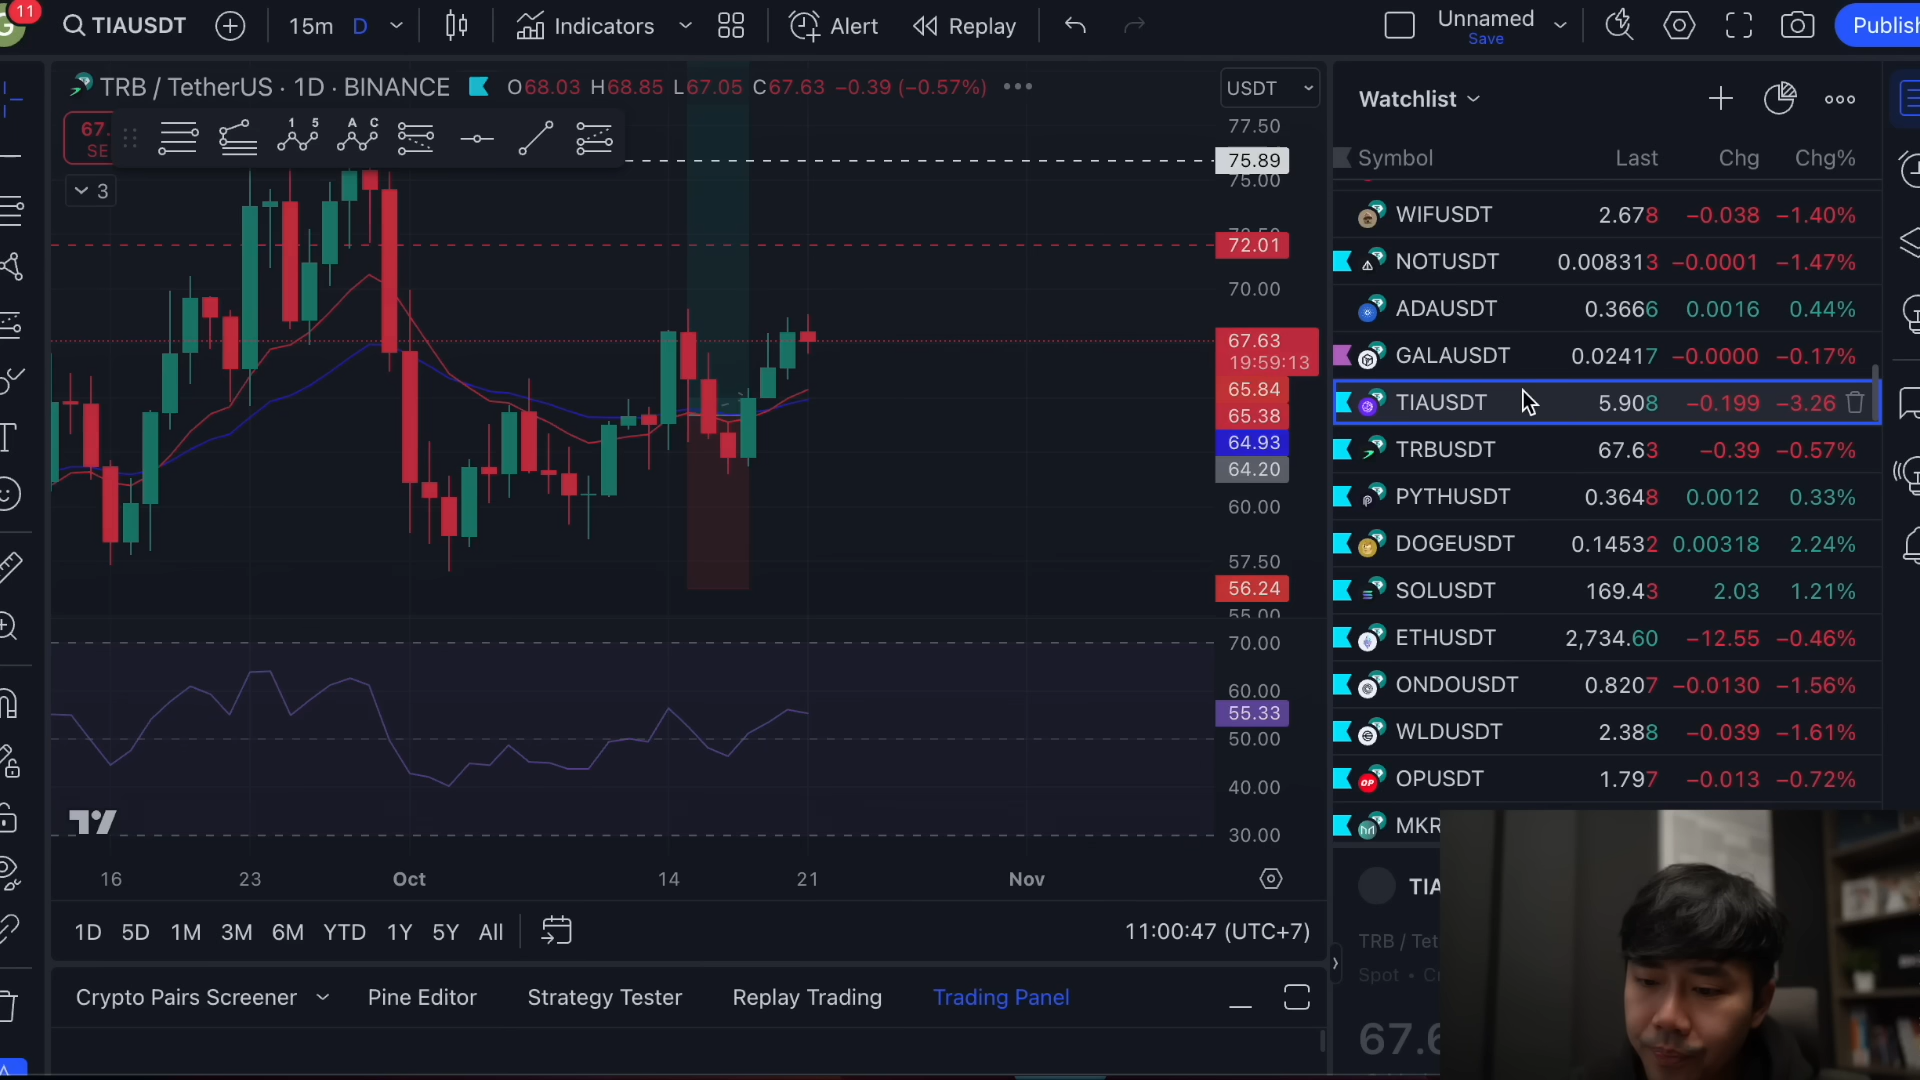 11
TIAUSDT
15m
D
Indicators
Alert
Replay
Unnamed
Save
Publish
TRB / TetherUS · 1D · BINANCE
O68.03 H68.85 L67.05 C67.63 −0.39 (−0.57%)
USDT
67.
SE
1 5
A C
3
77.50
75.89
75.00
72.01
70.00
67.63
19:59:13
65.84
65.38
64.93
64.20
60.00
57.50
56.24
55.00
70.00
60.00
55.33
50.00
40.00
30.00
16 23 Oct 14 21 Nov
1D 5D 1M 3M 6M YTD 1Y 5Y All
11:00:47 (UTC+7)
Crypto Pairs Screener
Pine Editor
Strategy Tester
Replay Trading
Trading Panel
Watchlist
Symbol Last Chg Chg%
WIFUSDT 2.678 −0.038 −1.40%
NOTUSDT 0.008313 −0.0001 −1.47%
ADAUSDT 0.3666 0.0016 0.44%
GALAUSDT 0.02417 −0.0000 −0.17%
TIAUSDT 5.908 −0.199 −3.26
TRBUSDT 67.63 −0.39 −0.57%
PYTHUSDT 0.3648 0.0012 0.33%
DOGEUSDT 0.14532 0.00318 2.24%
SOLUSDT 169.43 2.03 1.21%
ETHUSDT 2,734.60 −12.55 −0.46%
ONDOUSDT 0.8207 −0.0130 −1.56%
WLDUSDT 2.388 −0.039 −1.61%
OPUSDT 1.797 −0.013 −0.72%
MKR
TIA
TRB / Tet
Spot • C
67.6